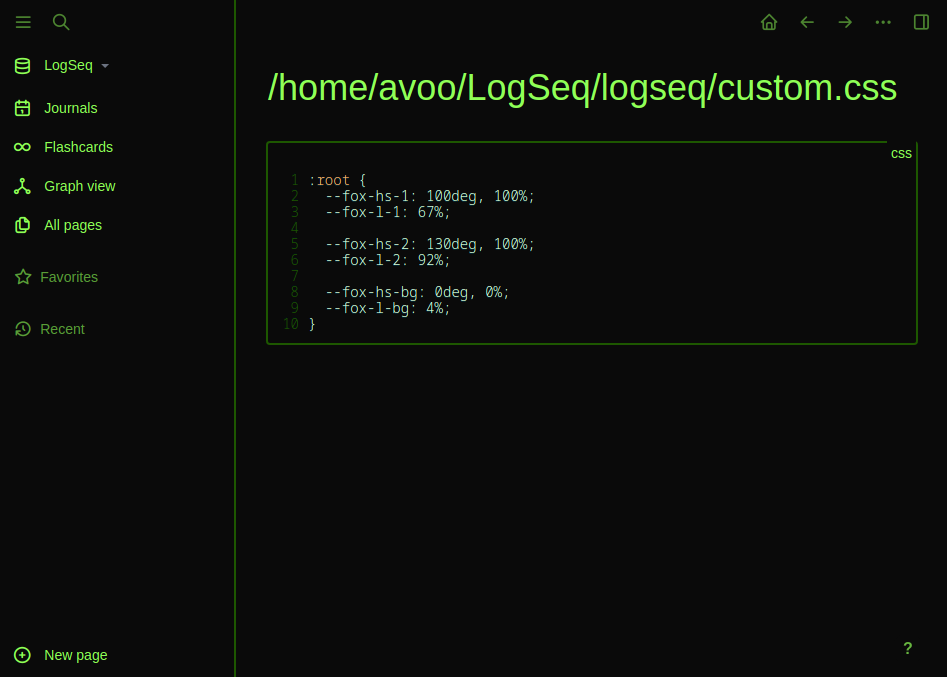 LogSeq
Journals
Flashcards
Graph view
All pages
Favorites
Recent
New page
/home/avoo/LogSeq/logseq/custom.css
css
1 :root {
2 --fox-hs-1: 100deg, 100%;
3 --fox-l-1: 67%;
4
5 --fox-hs-2: 130deg, 100%;
6 --fox-l-2: 92%;
7
8 --fox-hs-bg: 0deg, 0%;
9 --fox-l-bg: 4%;
10 }
?